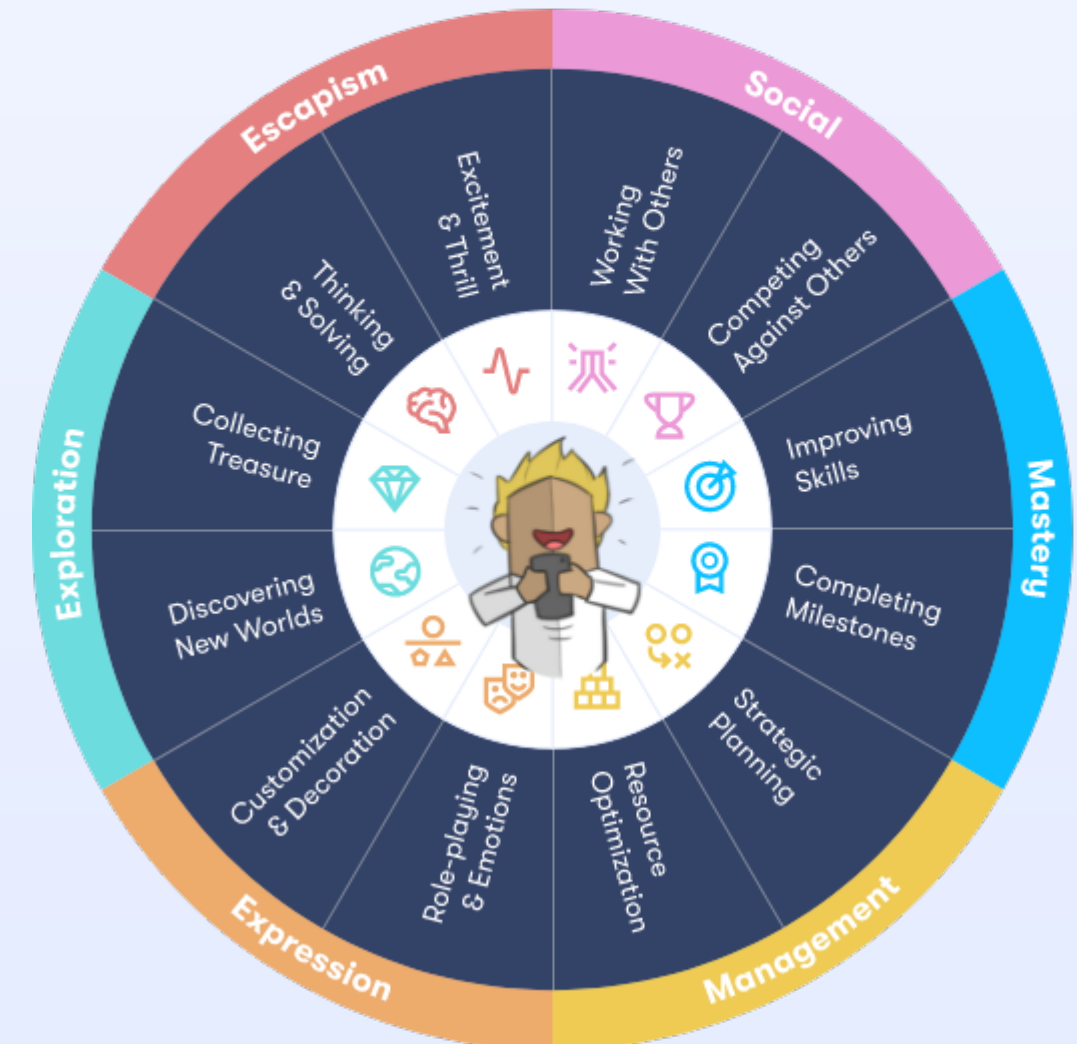 Social
Working
With Others
Competing
Against Others
Mastery
Improving
Skills
Completing
Milestones
Management
Strategic
Planning
Resource
Optimization
Expression
Role-playing
& Emotions
Customization
& Decoration
Exploration
Discovering
New Worlds
Collecting
Treasure
Escapism
Thinking
& Solving
Excitement
& Thrill